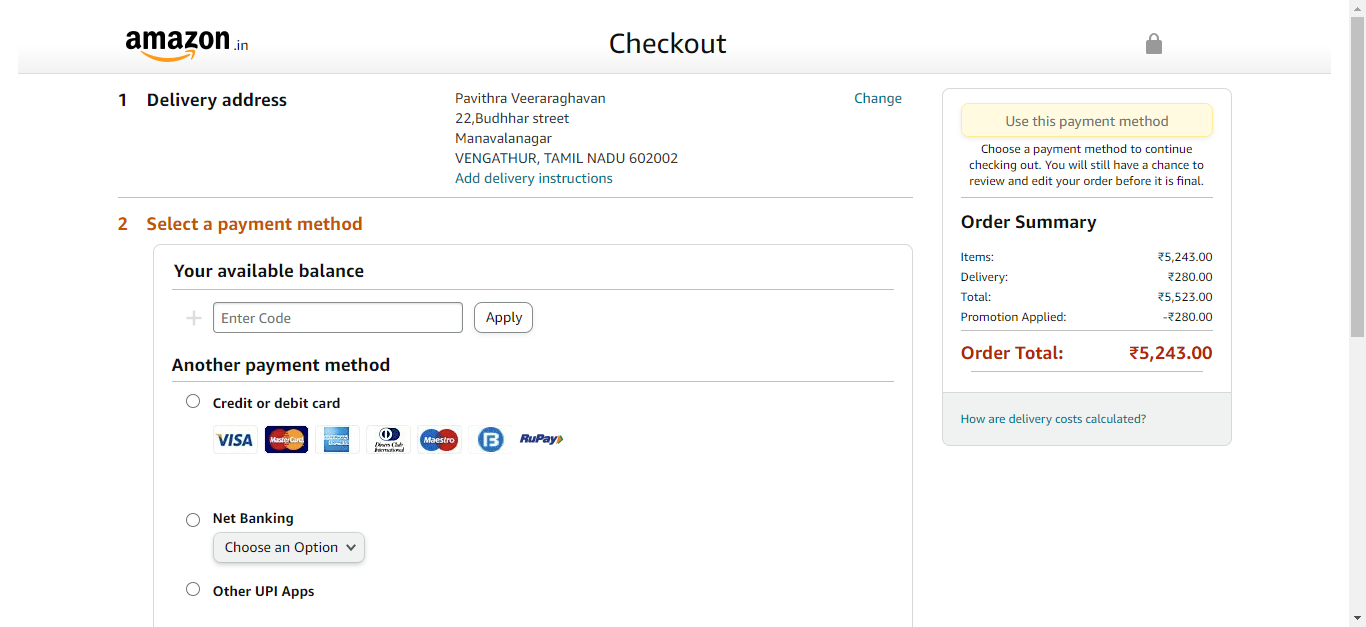 amazon.in
Checkout
1 Delivery address
Pavithra Veeraraghavan
22,Budhhar street
Manavalanagar
VENGATHUR, TAMIL NADU 602002
Add delivery instructions
Change
2 Select a payment method
Your available balance
Enter Code
Apply
Another payment method
Credit or debit card
VISA MasterCard AMERICAN EXPRESS Diners Club International Maestro B RuPay
Net Banking
Choose an Option
Other UPI Apps
Use this payment method
Choose a payment method to continue
checking out. You will still have a chance to
review and edit your order before it is final.
Order Summary
Items: ₹5,243.00
Delivery: ₹280.00
Total: ₹5,523.00
Promotion Applied: -₹280.00
Order Total: ₹5,243.00
How are delivery costs calculated?